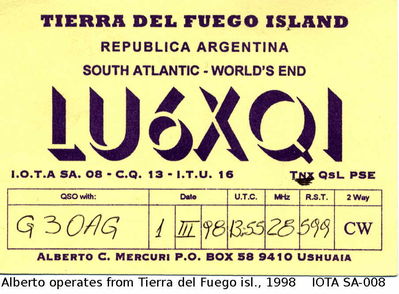 TIERRA DEL FUEGO ISLAND
REPUBLICA ARGENTINA
SOUTH ATLANTIC - WORLD'S END
LU6XQI
I.O.T.A SA. 08 - C.Q. 13 - I.T.U. 16 TNX QSL PSE
QSO with: Date U.T.C. MHz R.S.T. 2 Way
G3OAG 1 III 98 13.55 28 599 CW
ALBERTO C. MERCURI P.O. BOX 58 9410 USHUAIA
Alberto operates from Tierra del Fuego isl., 1998 IOTA SA-008